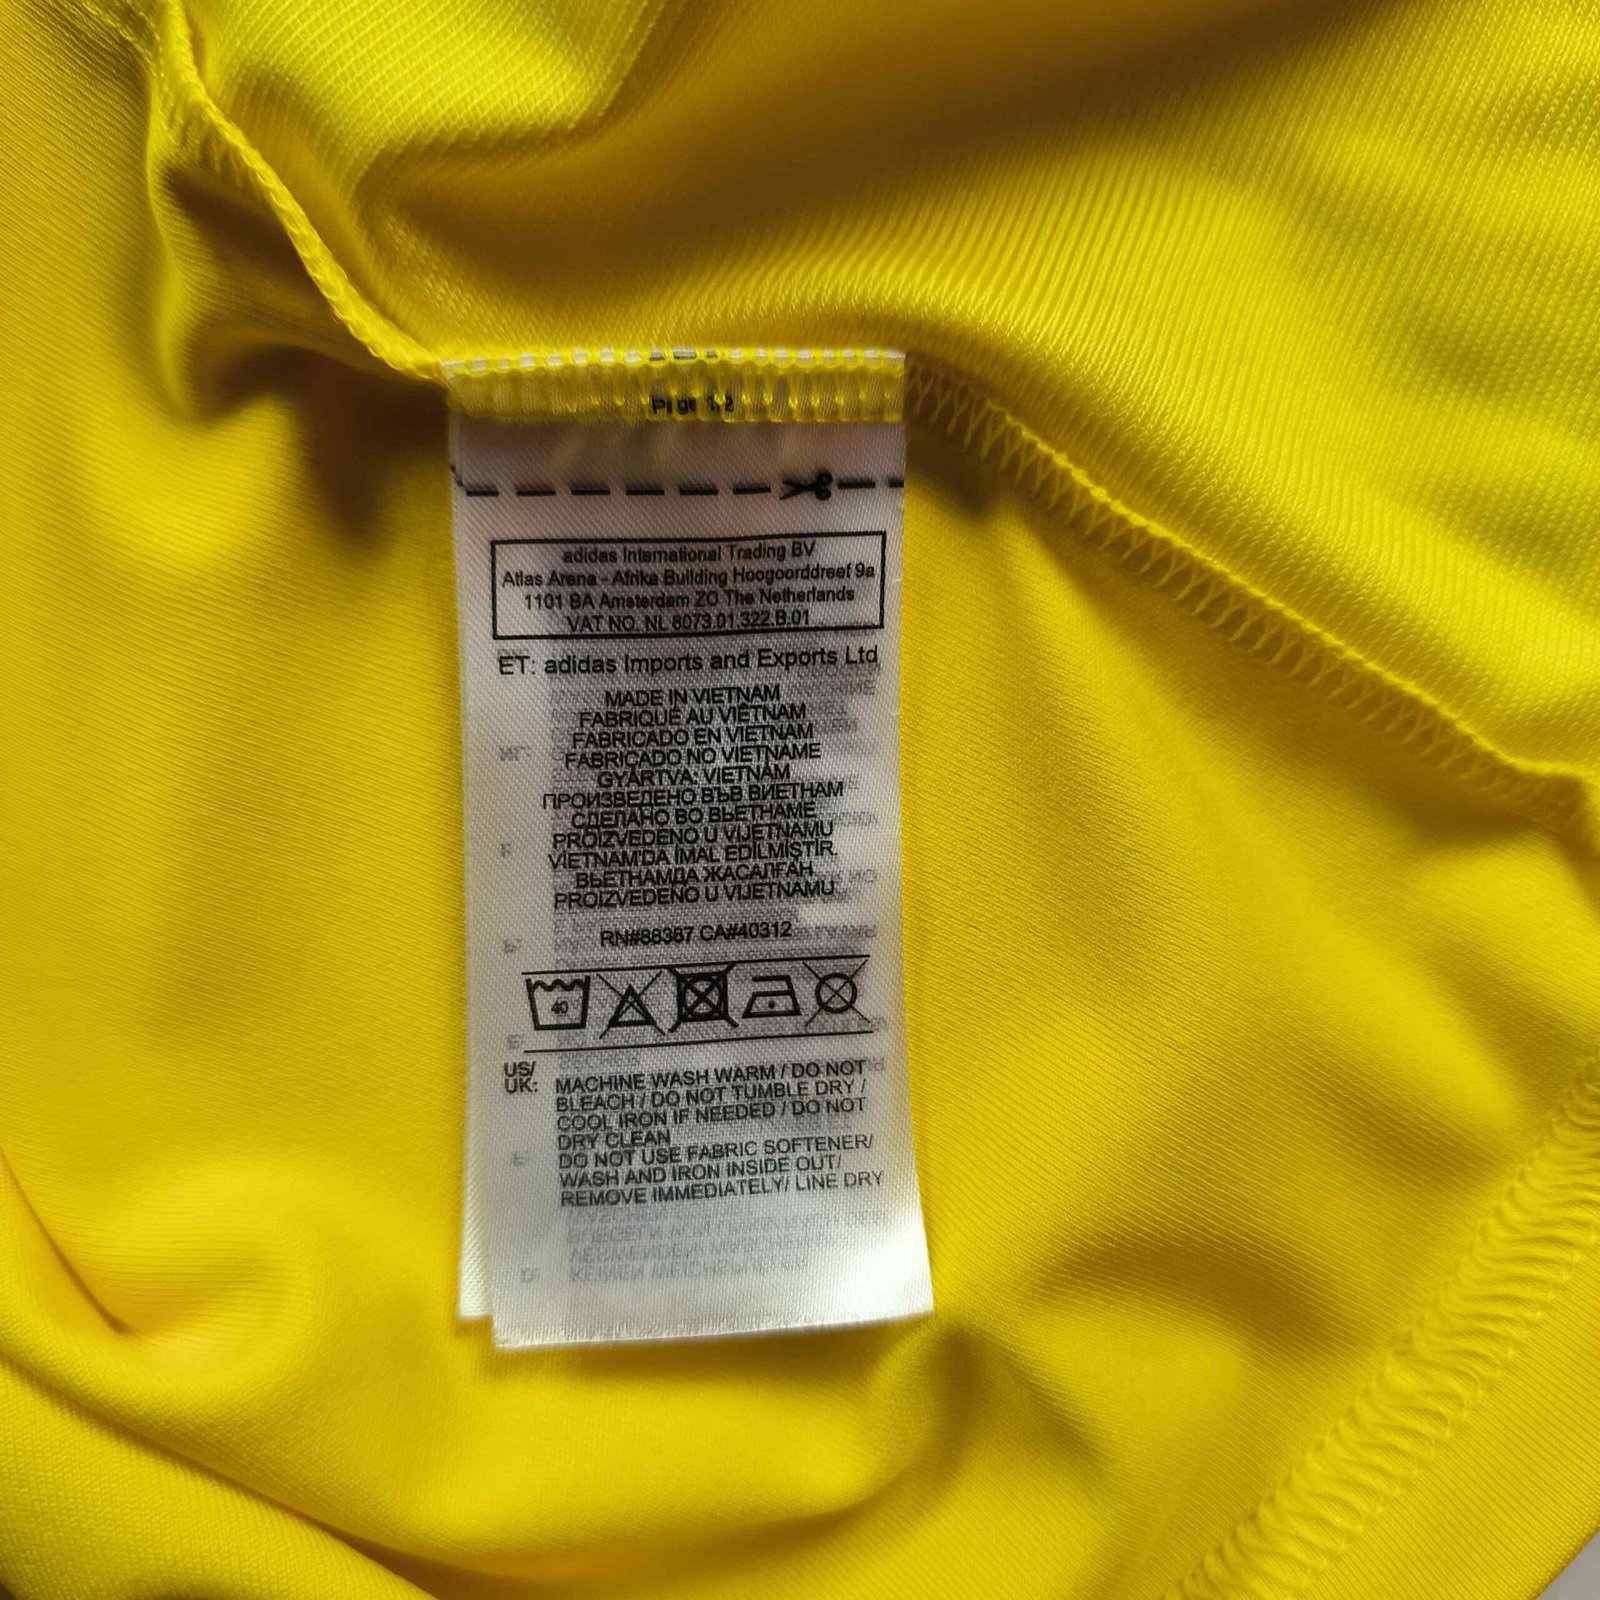 Page 1/2
adidas International Trading BV
Atlas Arena - Afrika Building Hoogoorddreef 9a
1101 BA Amsterdam ZO The Netherlands
VAT NO. NL 8073.01.322.B.01
ET: adidas Imports and Exports Ltd
MADE IN VIETNAM
FABRIQUÉ AU VIÊTNAM
FABRICADO EN VIETNAM
FABRICADO NO VIETNAME
GYÁRTVA: VIETNÁM
ПРОИЗВЕДЕНО ВЪВ ВИЕТНАМ
СДЕЛАНО ВО ВЬЕТНАМЕ
PROIZVEDENO U VIJETNAMU
VIETNAM'DA İMAL EDİLMİŞTİR.
ВЬЕТНАМДА ЖАСАЛҒАН
PROIZVEDENO U VIJETNAMU
RN#88387 CA#40312
40
US/
UK: MACHINE WASH WARM / DO NOT
BLEACH / DO NOT TUMBLE DRY /
COOL IRON IF NEEDED / DO NOT
DRY CLEAN
DO NOT USE FABRIC SOFTENER/
WASH AND IRON INSIDE OUT/
REMOVE IMMEDIATELY/ LINE DRY